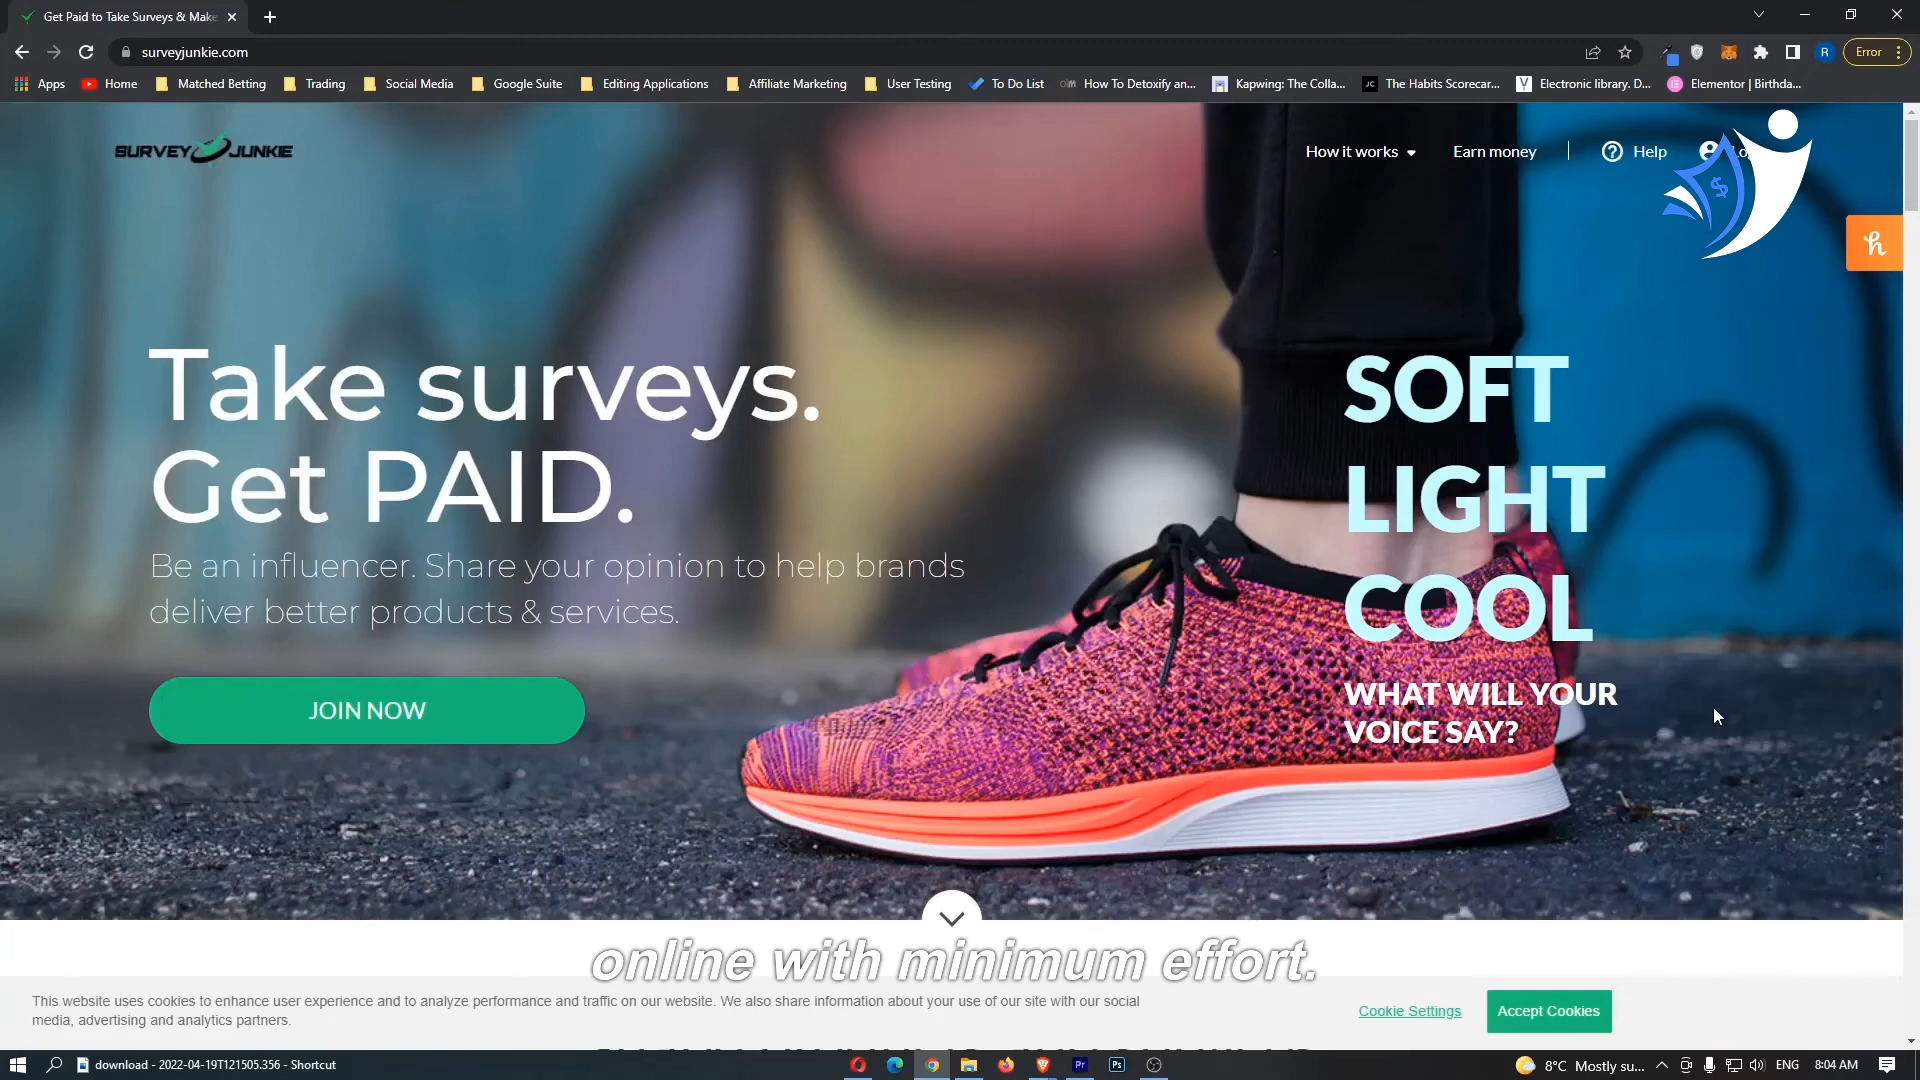 Get Paid to Take Surveys & Make
surveyjunkie.com
R
Error
Apps
Home
Matched Betting
Trading
Social Media
Google Suite
Editing Applications
Affiliate Marketing
User Testing
To Do List
How To Detoxify an...
Kapwing: The Colla...
JC
The Habits Scorecar...
Electronic library. D...
Elementor | Birthda...
SURVEY JUNKIE
How it works
Earn money
Help
$
h
Take surveys.
Get PAID.
Be an influencer. Share your opinion to help brands
deliver better products & services.
JOIN NOW
SOFT
LIGHT
COOL
WHAT WILL YOUR
VOICE SAY?
online with minimum effort.
This website uses cookies to enhance user experience and to analyze performance and traffic on our website. We also share information about your use of our site with our social
media, advertising and analytics partners.
Cookie Settings
Accept Cookies
download - 2022-04-19T121505.356 - Shortcut
Pr
Ps
8°C Mostly su...
ENG
8:04 AM